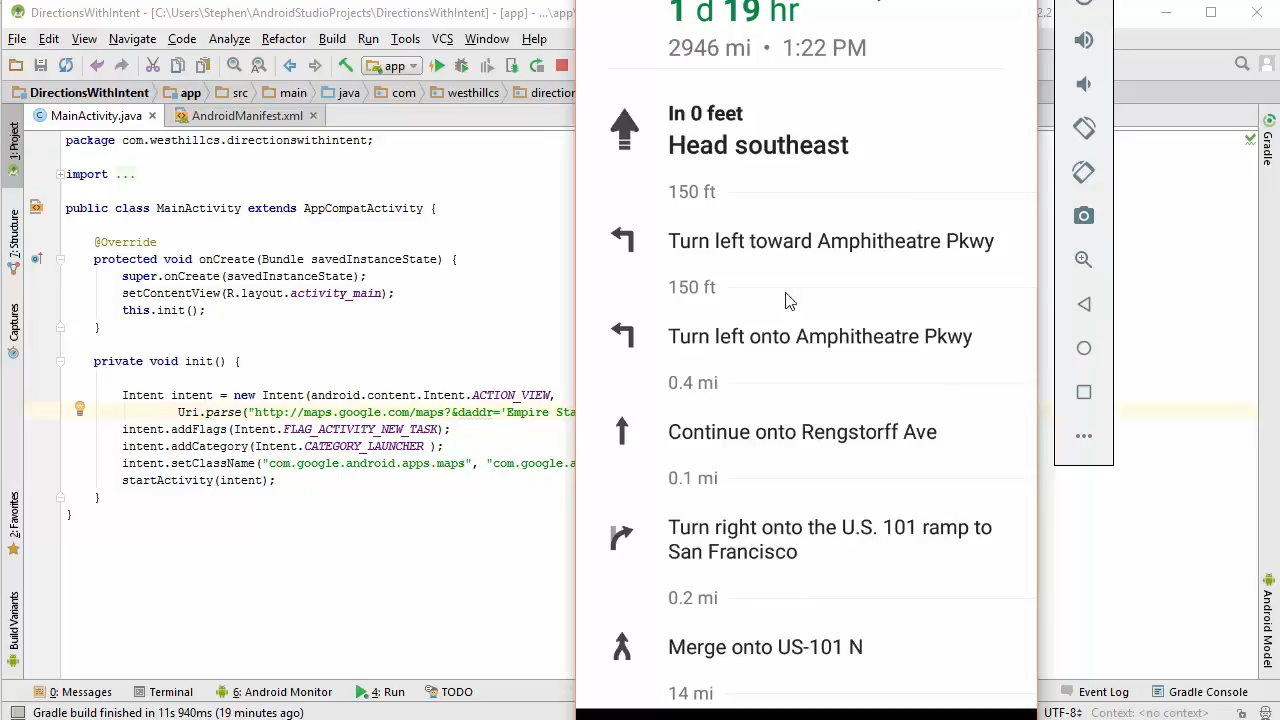 DirectionsWithIntent - [C:\Users\Stephen\AndroidStudioProjects\DirectionsWithIntent] - [app] - ...\app\
File Edit View Navigate Code Analyze Refactor Build Run Tools VCS Window Help
app
DirectionsWithIntent app src main java com westhillcs direction
MainActivity.java AndroidManifest.xml
package com.westhillcs.directionswithintent;
import ...
public class MainActivity extends AppCompatActivity {
@Override
protected void onCreate(Bundle savedInstanceState) {
super.onCreate(savedInstanceState);
setContentView(R.layout.activity_main);
this.init();
}
private void init() {
Intent intent = new Intent(android.content.Intent.ACTION_VIEW,
Uri.parse("http://maps.google.com/maps?&daddr='Empire Sta
intent.addFlags(Intent.FLAG_ACTIVITY_NEW_TASK);
intent.addCategory(Intent.CATEGORY_LAUNCHER );
intent.setClassName("com.google.android.apps.maps", "com.google.a
startActivity(intent);
}
}
1: Project
7: Structure
Captures
2: Favorites
Build Variants
1 d 19 hr
2946 mi • 1:22 PM
In 0 feet
Head southeast
150 ft
Turn left toward Amphitheatre Pkwy
150 ft
Turn left onto Amphitheatre Pkwy
0.4 mi
Continue onto Rengstorff Ave
0.1 mi
Turn right onto the U.S. 101 ramp to
San Francisco
0.2 mi
Merge onto US-101 N
14 mi
2.2
Gradle
Android Model
0: Messages Terminal 6: Android Monitor 4: Run TODO Event Log Gradle Console
Gradle build finished in 11s 940ms (19 minutes ago) UTF-8 Context: <no context>